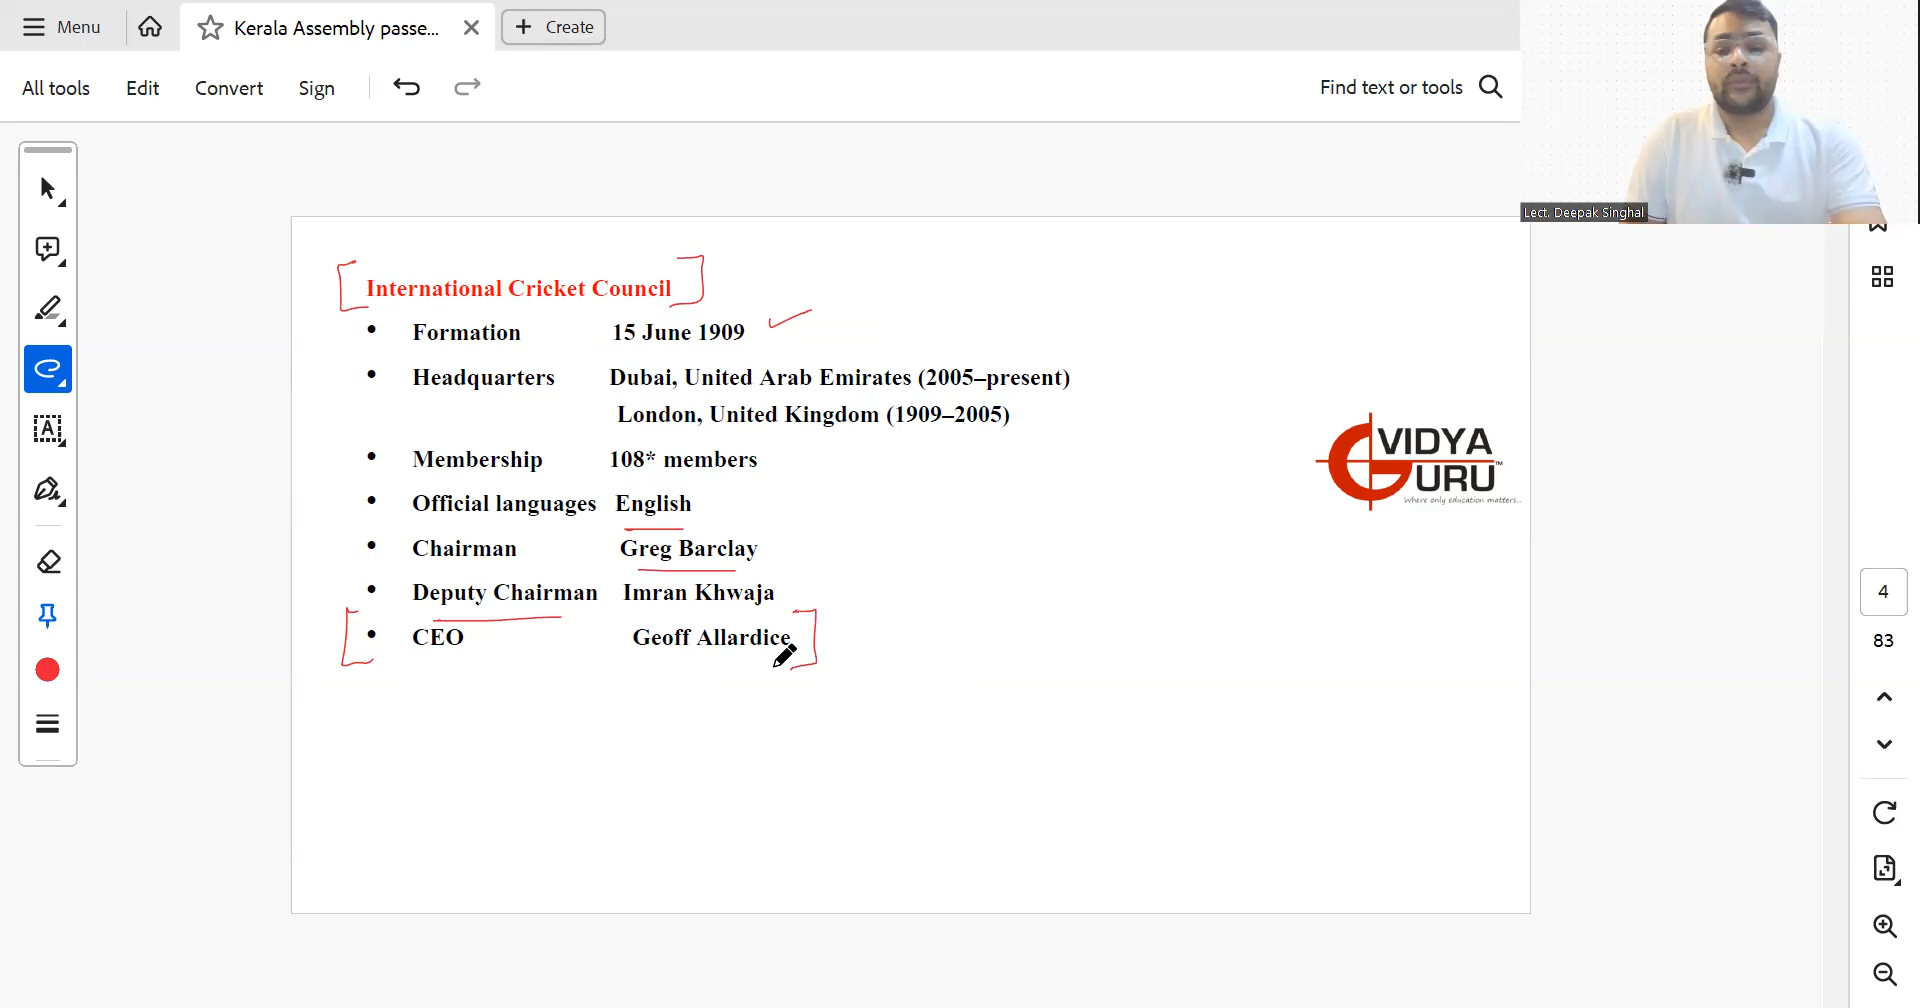 Menu
Kerala Assembly passe...
Create
All tools
Edit
Convert
Sign
Find text or tools
Lect. Deepak Singhal
International Cricket Council
• Formation 15 June 1909
• Headquarters Dubai, United Arab Emirates (2005–present)
London, United Kingdom (1909–2005)
• Membership 108* members
• Official languages English
• Chairman Greg Barclay
• Deputy Chairman Imran Khwaja
• CEO Geoff Allardice
VIDYA
GURU™
Where only education matters..
4
83